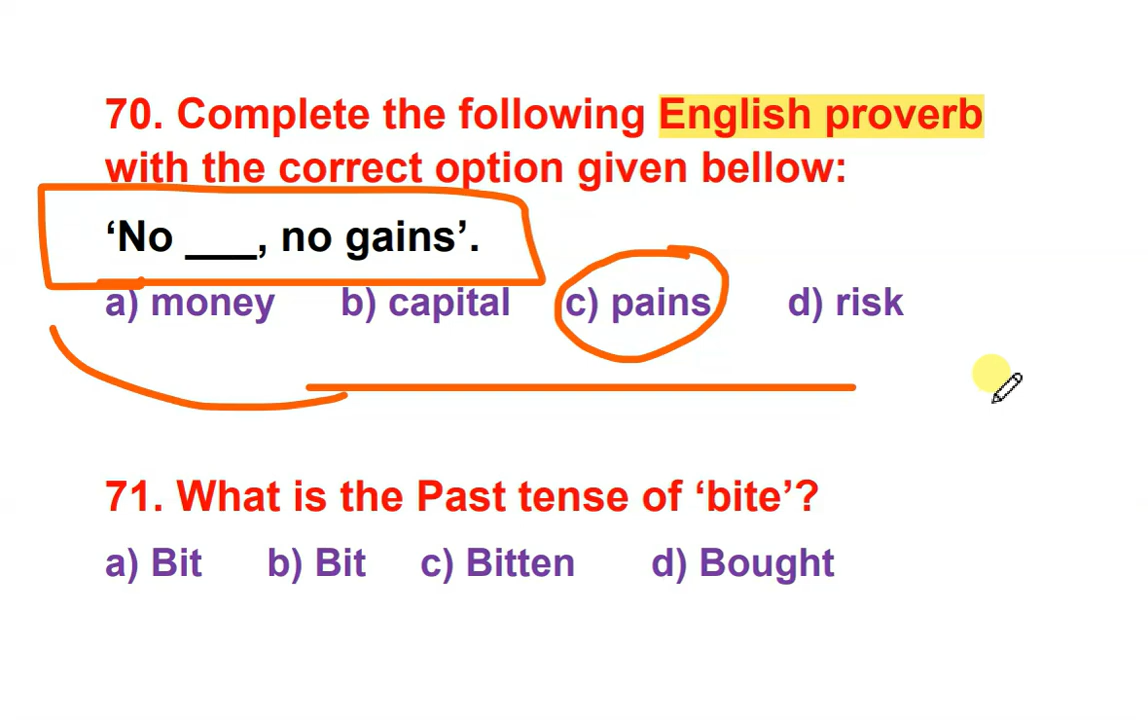 70. Complete the following English proverb
with the correct option given bellow:
‘No ___, no gains’.
a) money b) capital c) pains d) risk
71. What is the Past tense of ‘bite’?
a) Bit b) Bit c) Bitten d) Bought